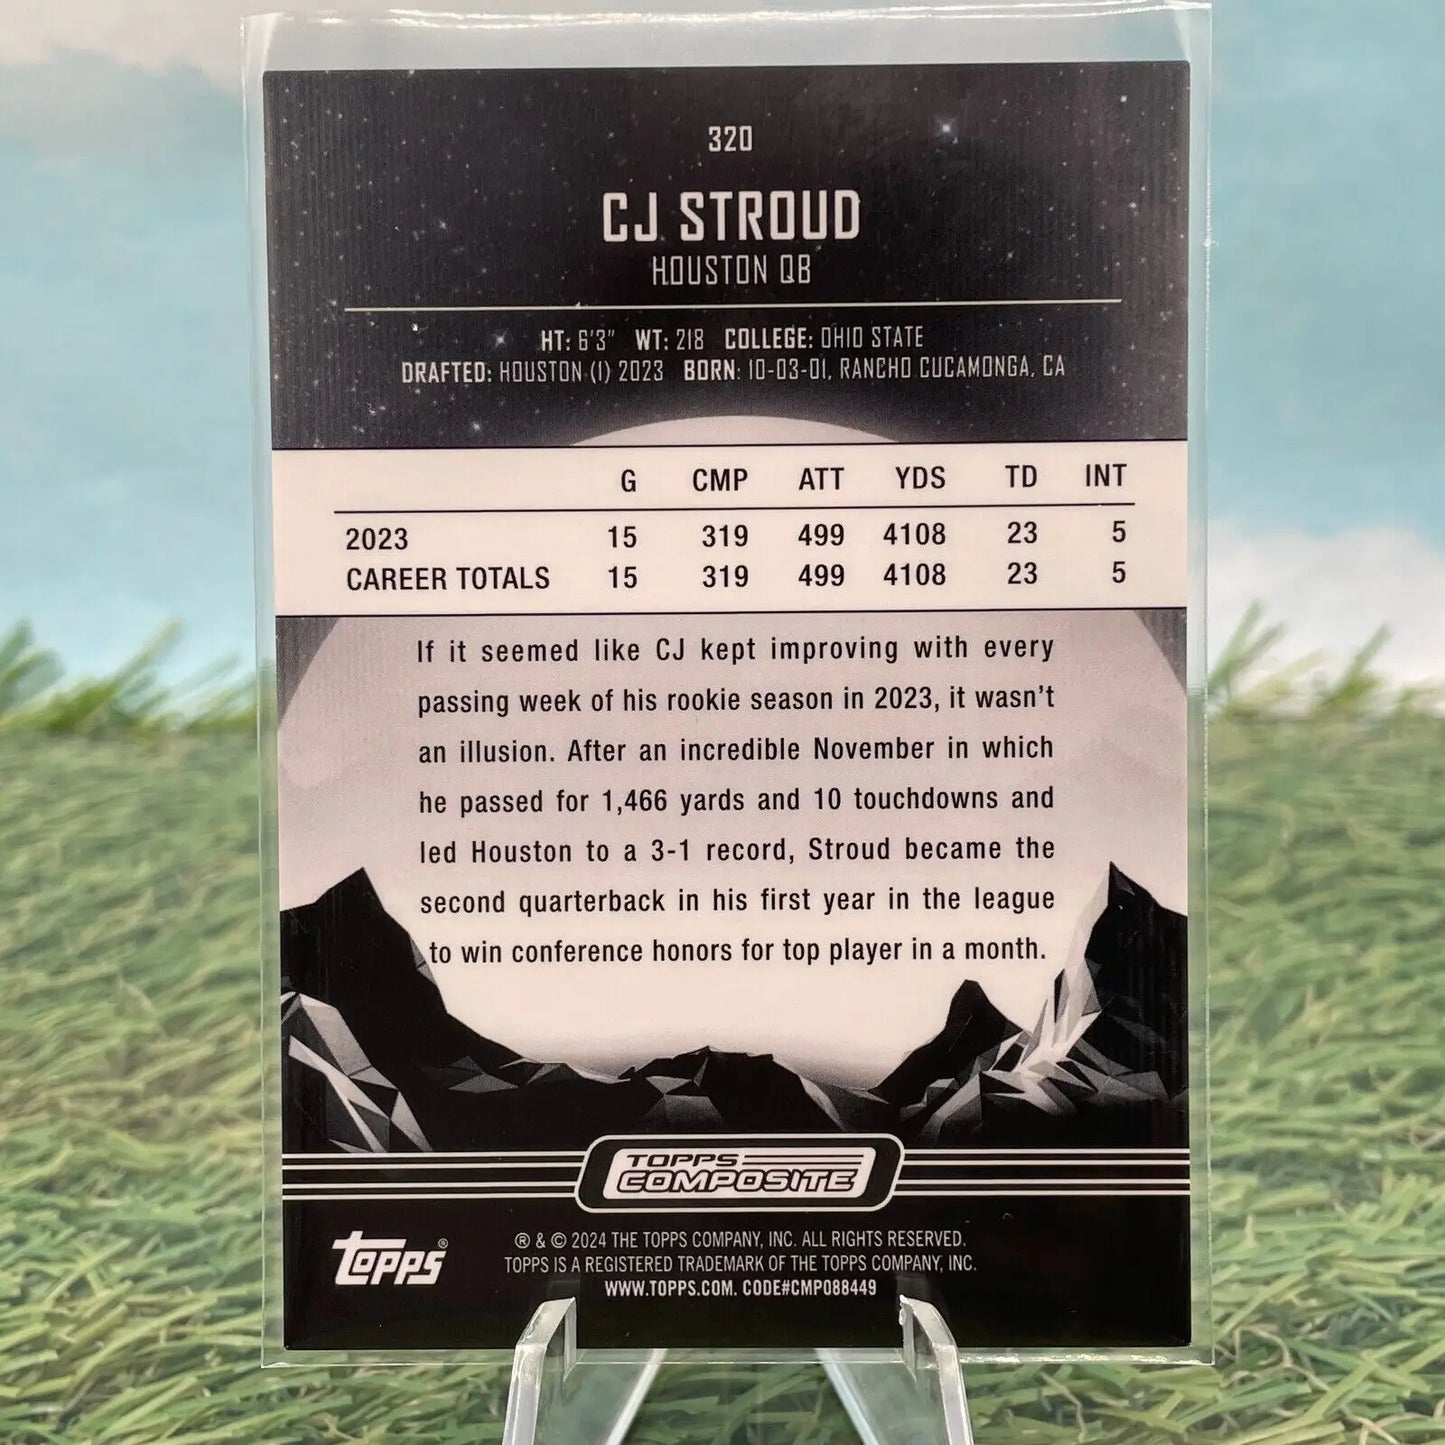 320
CJ STROUD
HOUSTON QB
HT: 6'3" WT: 218 COLLEGE: OHIO STATE
DRAFTED: HOUSTON (1) 2023 BORN: 10-03-01, RANCHO CUCAMONGA, CA
G CMP ATT YDS TD INT
2023 15 319 499 4108 23 5
CAREER TOTALS 15 319 499 4108 23 5
If it seemed like CJ kept improving with every
passing week of his rookie season in 2023, it wasn't
an illusion. After an incredible November in which
he passed for 1,466 yards and 10 touchdowns and
led Houston to a 3-1 record, Stroud became the
second quarterback in his first year in the league
to win conference honors for top player in a month.
TOPPS
COMPOSITE
topps®
® & © 2024 THE TOPPS COMPANY, INC. ALL RIGHTS RESERVED.
TOPPS IS A REGISTERED TRADEMARK OF THE TOPPS COMPANY, INC.
WWW.TOPPS.COM. CODE#CMP088449